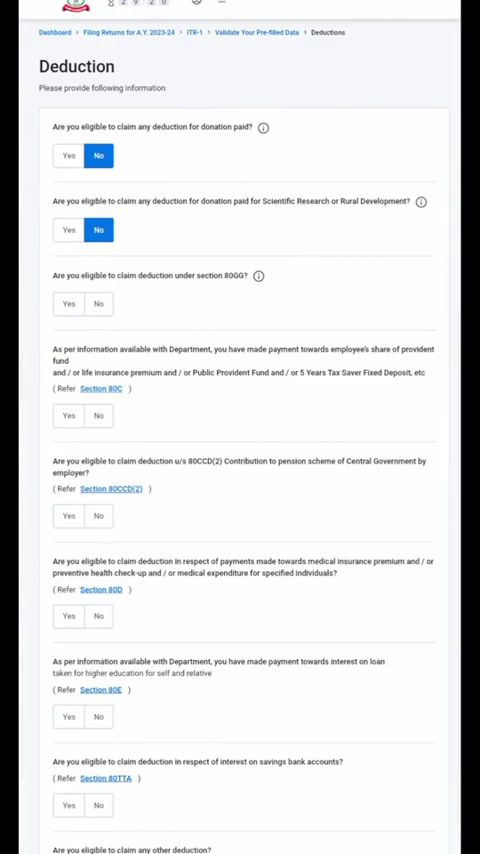 29:20
Dashboard > Filing Returns for A.Y. 2023-24 > ITR-1 > Validate Your Pre-filled Data > Deductions
Deduction
Please provide following information
Are you eligible to claim any deduction for donation paid?
Yes No
Are you eligible to claim any deduction for donation paid for Scientific Research or Rural Development?
Yes No
Are you eligible to claim deduction under section 80GG?
Yes No
As per information available with Department, you have made payment towards employee's share of provident
fund
and / or life insurance premium and / or Public Provident Fund and / or 5 Years Tax Saver Fixed Deposit, etc
( Refer Section 80C )
Yes No
Are you eligible to claim deduction u/s 80CCD(2) Contribution to pension scheme of Central Government by
employer?
( Refer Section 80CCD(2) )
Yes No
Are you eligible to claim deduction in respect of payments made towards medical insurance premium and / or
preventive health check-up and / or medical expenditure for specified individuals?
( Refer Section 80D )
Yes No
As per information available with Department, you have made payment towards interest on loan
taken for higher education for self and relative
( Refer Section 80E )
Yes No
Are you eligible to claim deduction in respect of interest on savings bank accounts?
( Refer Section 80TTA )
Yes No
Are you eligible to claim any other deduction?